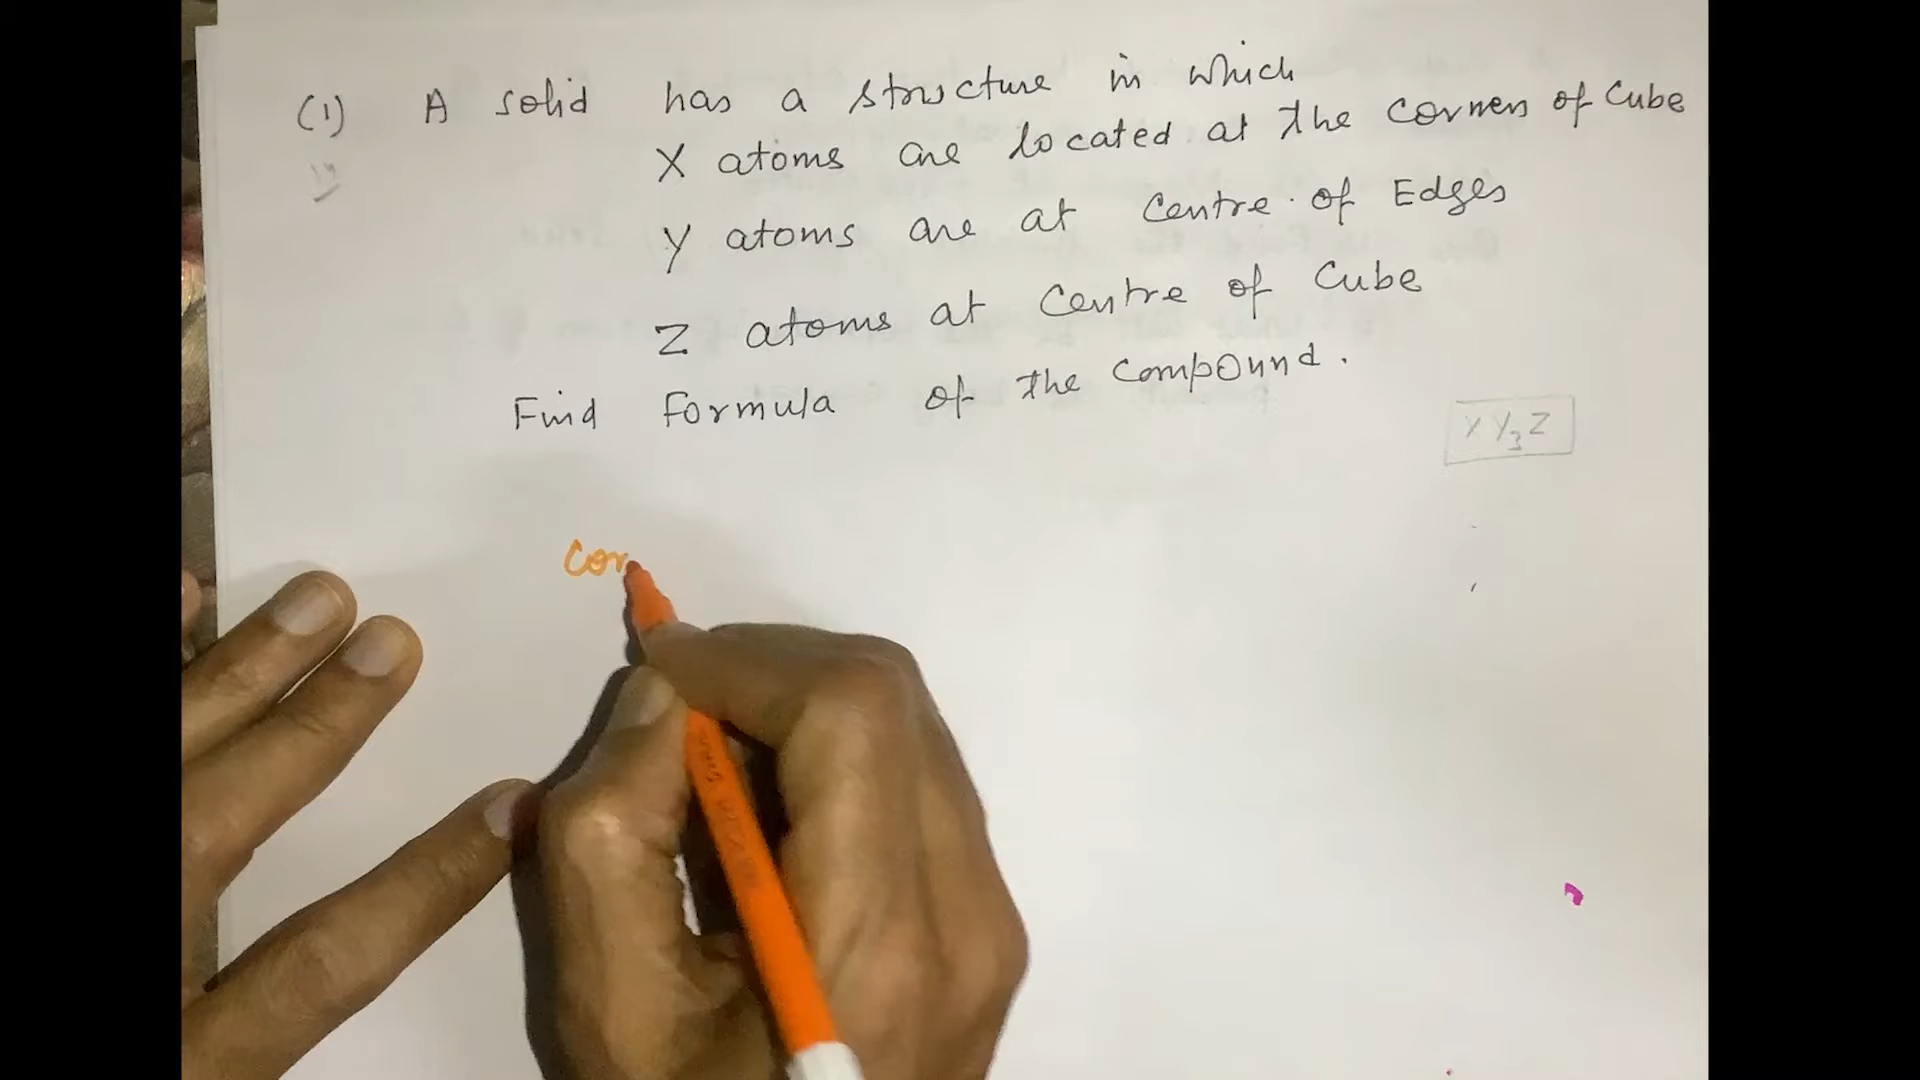 (1) A solid has a structure in which
X atoms are located at the corners of Cube
Y atoms are at Centre of Edges
Z atoms at Centre of Cube
Find Formula of the Compound.
XY₃Z
Cor